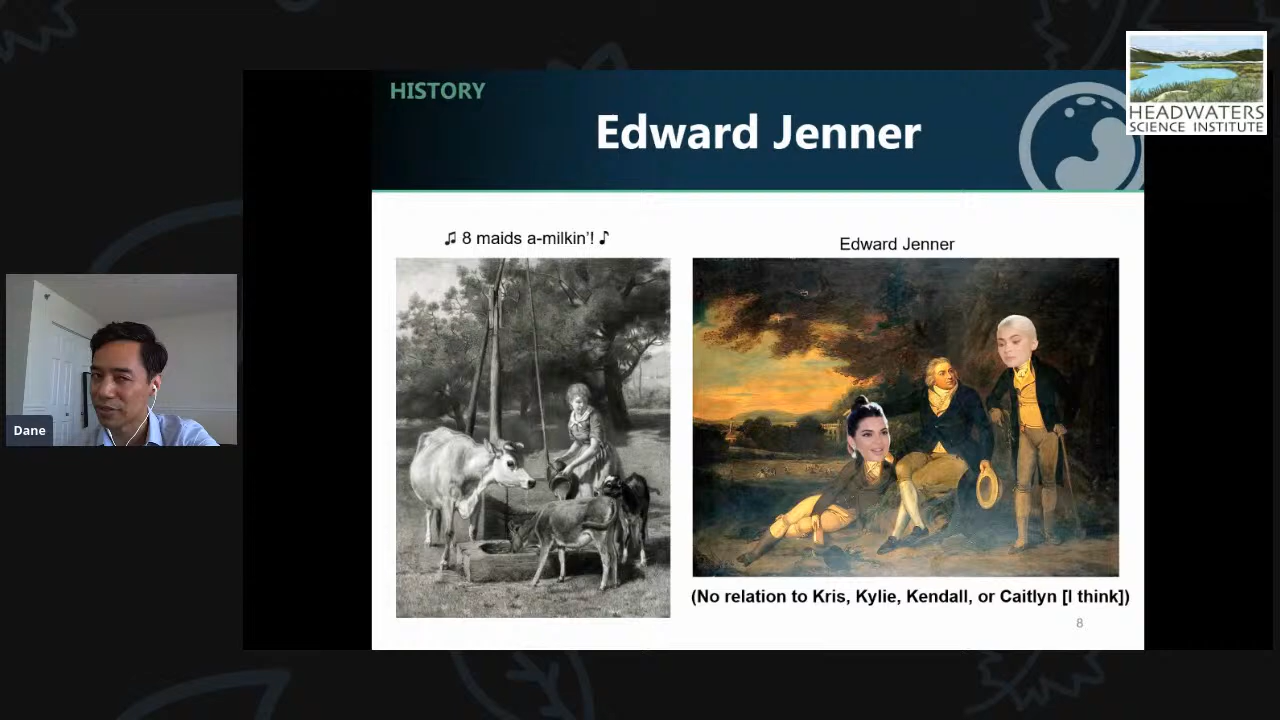 HISTORY
Edward Jenner
HEADWATERS
SCIENCE INSTITUTE
♫ 8 maids a-milkin'! ♪
Edward Jenner
Dane
(No relation to Kris, Kylie, Kendall, or Caitlyn [I think])
8